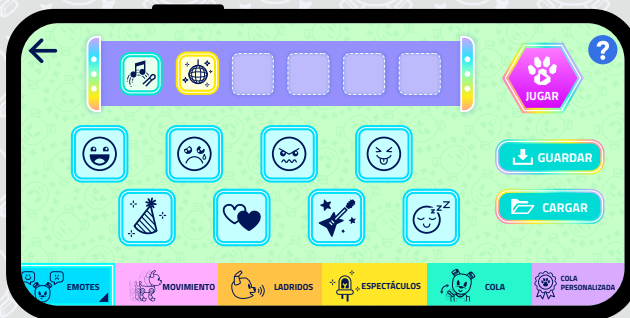 ?
JUGAR
GUARDAR
CARGAR
z z Z
EMOTES
MOVIMIENTO
LADRIDOS
ESPECTÁCULOS
COLA
COLA
PERSONALIZADA